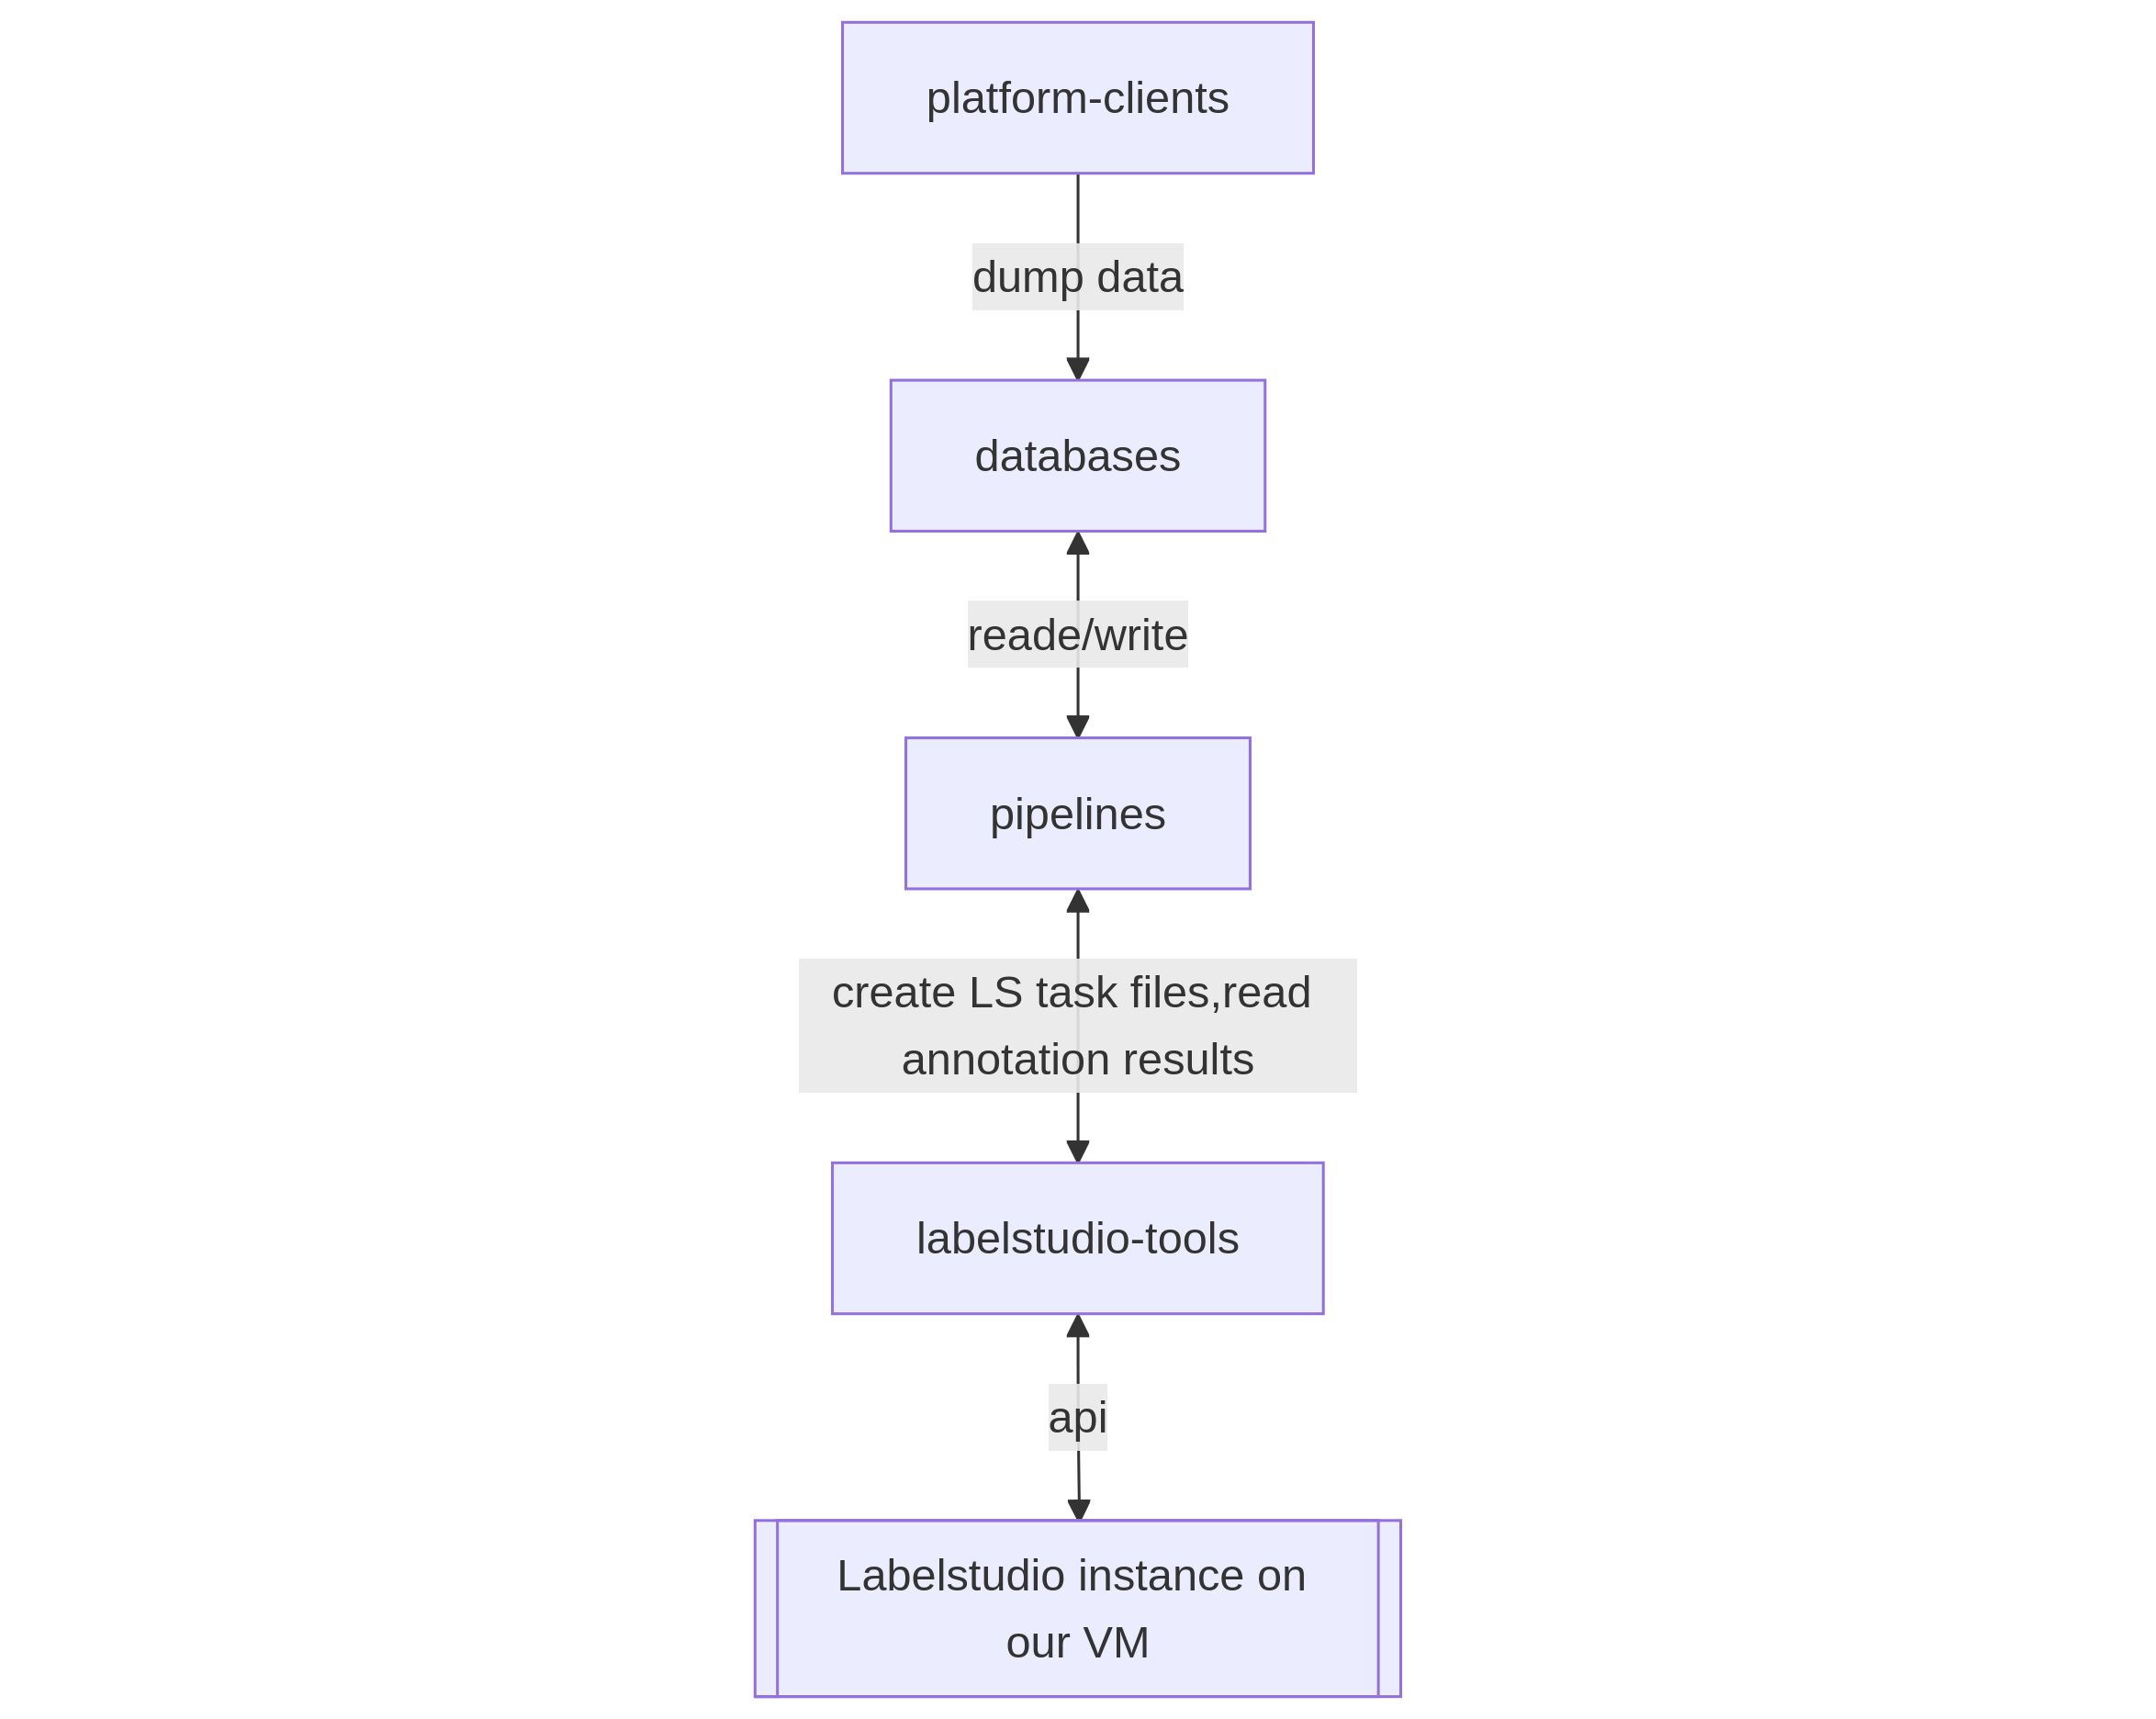 platform-clients
dump data
databases
reade/write
pipelines
create LS task files,read
annotation results
labelstudio-tools
api
Labelstudio instance on
our VM